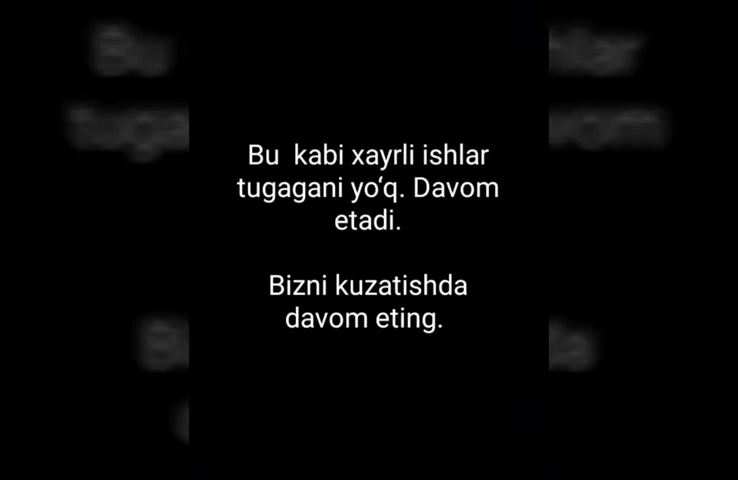 Bu kabi xayrli ishlar
tugagani yo‘q. Davom
etadi.
Bizni kuzatishda
davom eting.